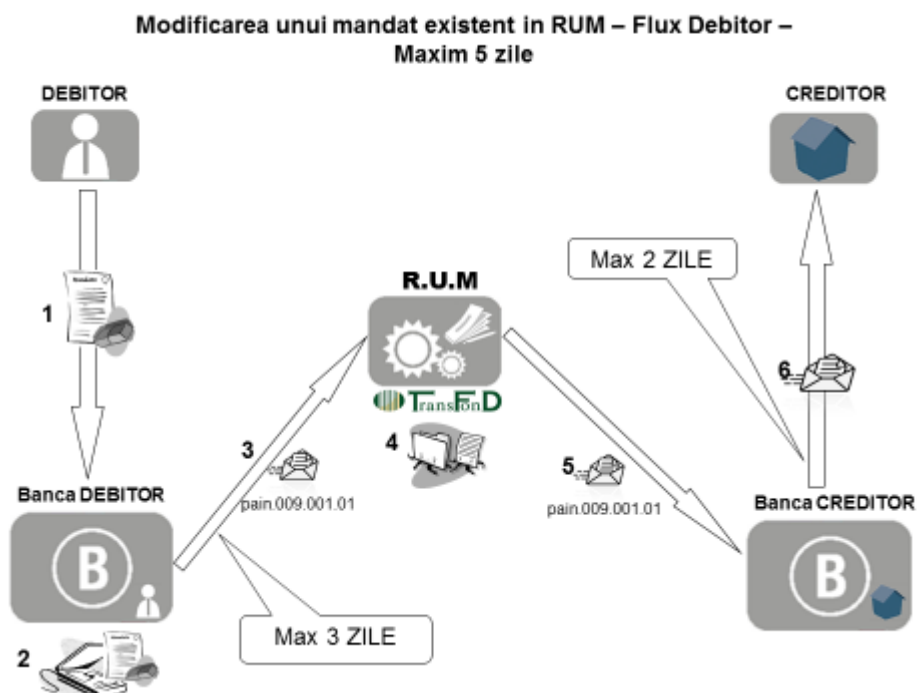 Modificarea unui mandat existent in RUM – Flux Debitor –
Maxim 5 zile
DEBITOR
CREDITOR
Max 2 ZILE
R.U.M
1
6
TransFonD
3
4
5
pain.009.001.01
pain.009.001.01
Banca DEBITOR
Banca CREDITOR
B
B
Max 3 ZILE
2